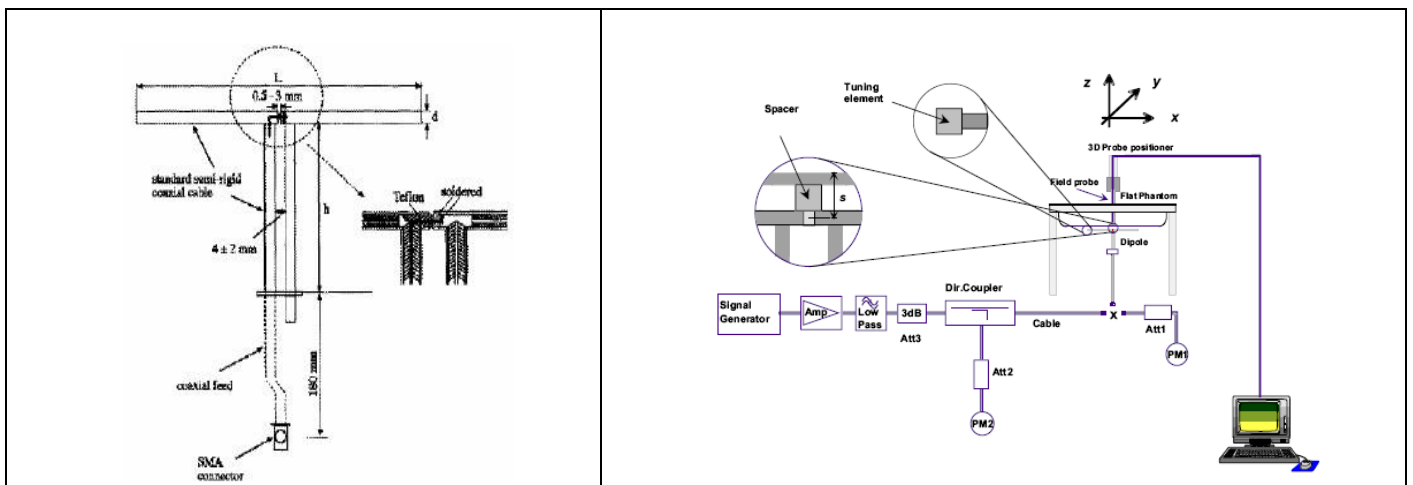 L
0.5-3 mm
d
standard semi-rigid
coaxial cable
h
Teflon
soldered
4 ± 2 mm
180 mm
coaxial feed
SMA
connector
Tuning
element
Spacer
s
z
y
x
3D Probe positioner
Field probe
Flat Phantom
Dipole
Signal
Generator
Amp
Low
Pass
3dB
Att3
Dir.Coupler
Cable
x
Att1
PM1
Att2
PM2